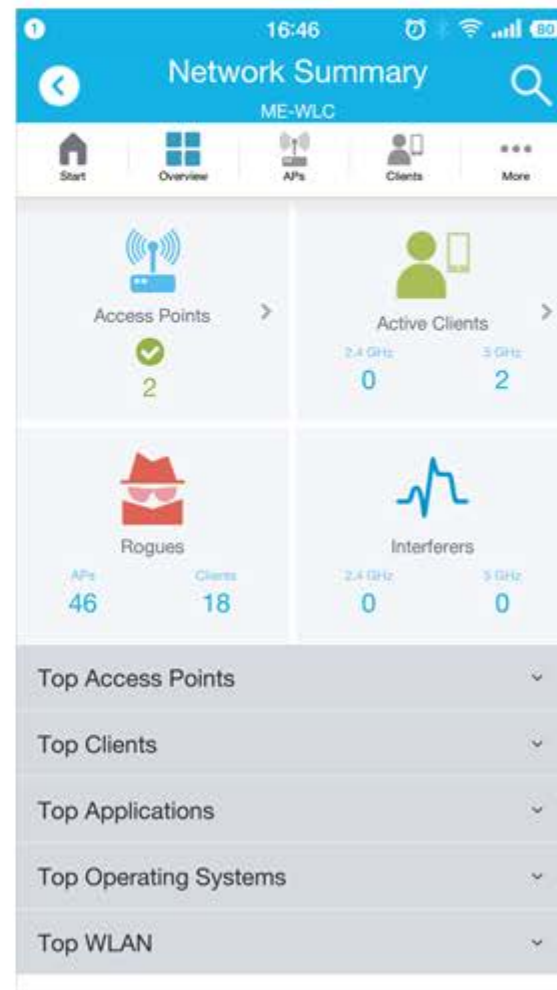 1 16:46 80
Network Summary
ME-WLC
Start Overview APs Clients More
Access Points
2
Active Clients
2.4 GHz 5 GHz
0 2
Rogues
APs Clients
46 18
Interferers
2.4 GHz 5 GHz
0 0
Top Access Points
Top Clients
Top Applications
Top Operating Systems
Top WLAN